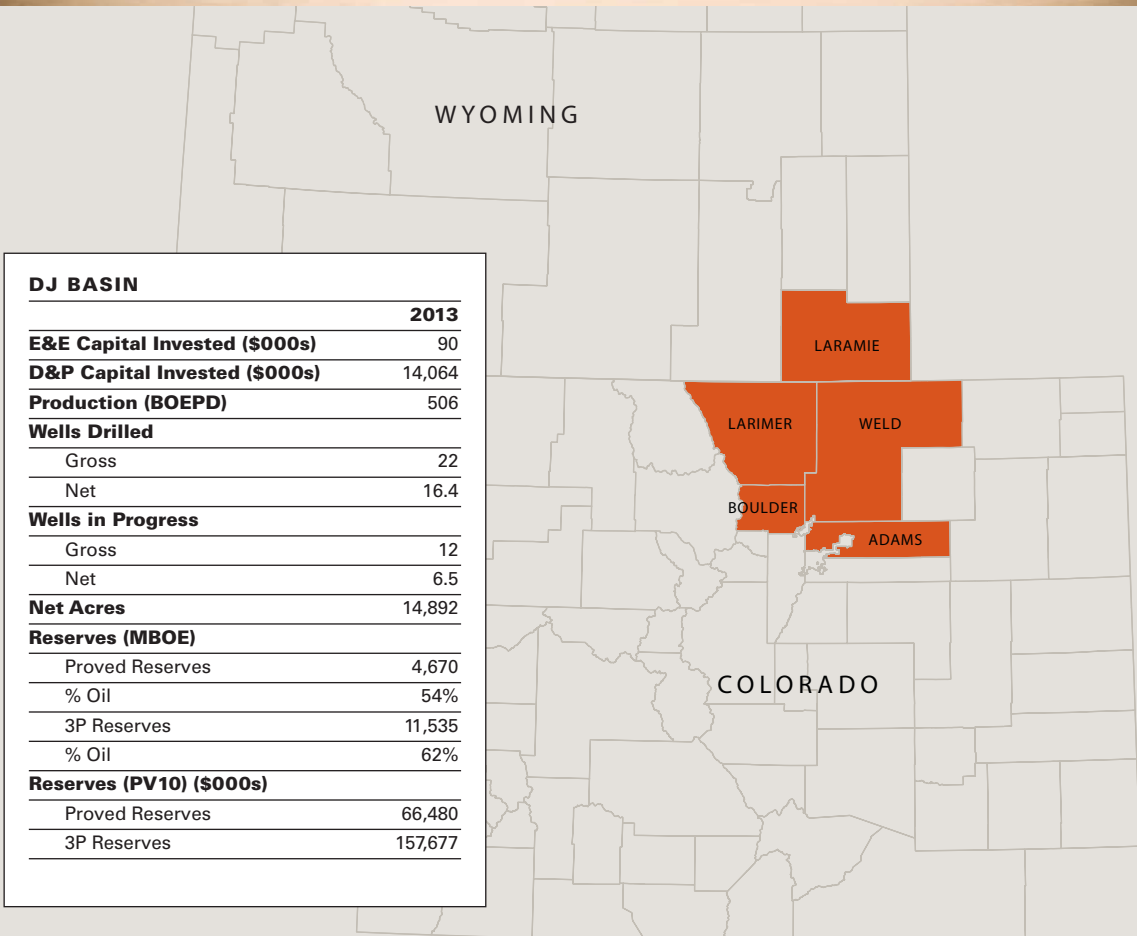 WYOMING
DJ BASIN
2013
E&E Capital Invested ($000s) 90
D&P Capital Invested ($000s) 14,064
Production (BOEPD) 506
Wells Drilled
Gross 22
Net 16.4
Wells in Progress
Gross 12
Net 6.5
Net Acres 14,892
Reserves (MBOE)
Proved Reserves 4,670
% Oil 54%
3P Reserves 11,535
% Oil 62%
Reserves (PV10) ($000s)
Proved Reserves 66,480
3P Reserves 157,677
LARAMIE
LARIMER WELD
BOULDER
ADAMS
COLORADO